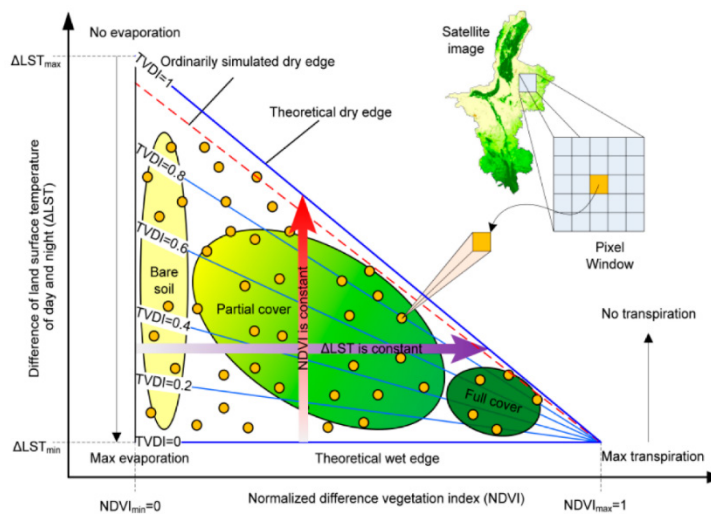 No evaporation
ΔLSTmax
TVDI=1
Ordinarily simulated dry edge
Theoretical dry edge
Satellite
image
TVDI=0.8
TVDI=0.6
TVDI=0.4
TVDI=0.2
TVDI=0
Bare
soil
Partial cover
NDVI is constant
ΔLST is constant
Full cover
Pixel
Window
No transpiration
Max transpiration
Difference of land surface temperature
of day and night (ΔLST)
ΔLSTmin
Max evaporation
Theoretical wet edge
NDVImin=0
Normalized difference vegetation index (NDVI)
NDVImax=1